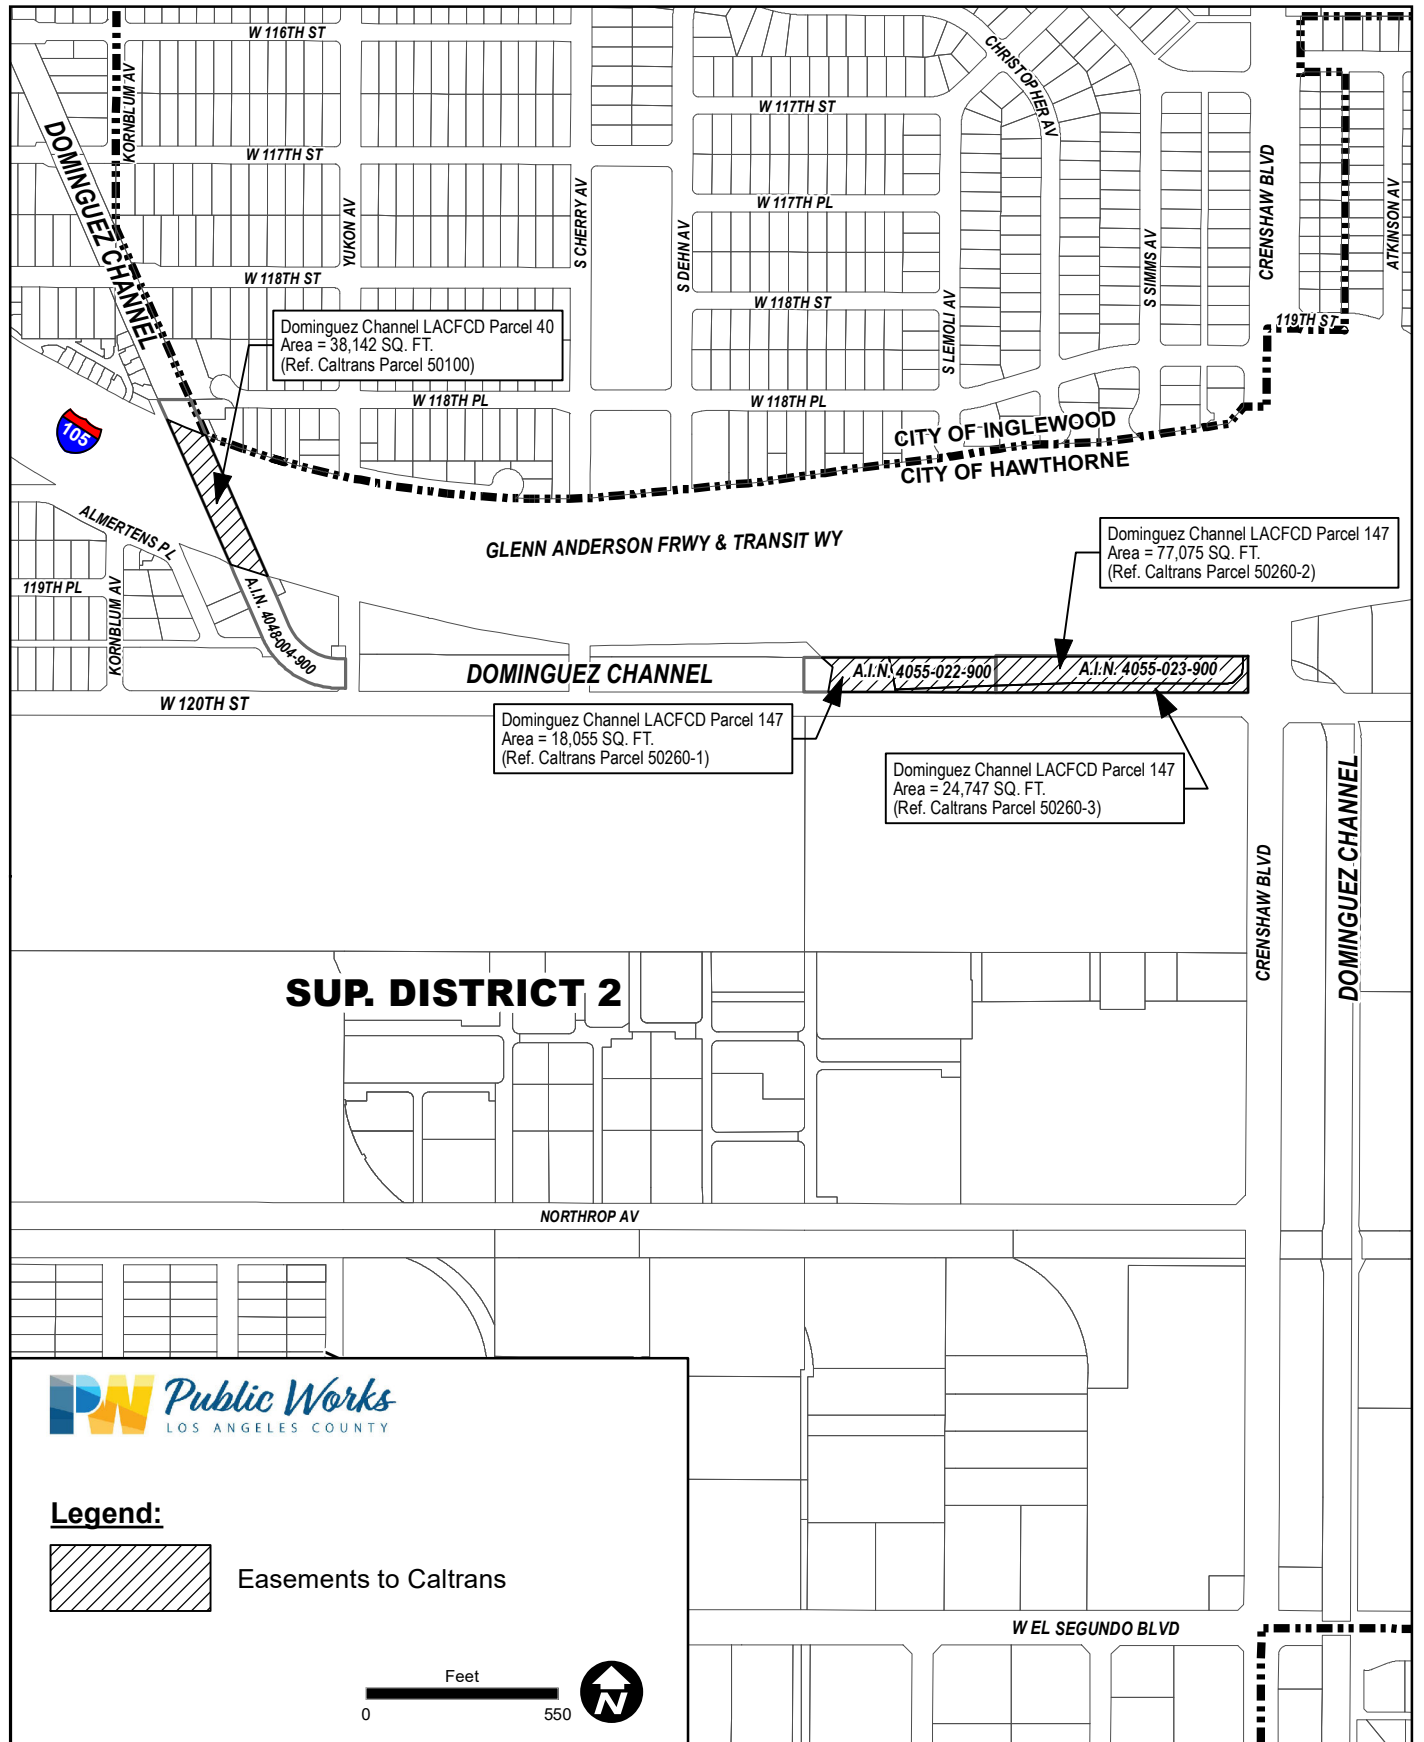 W 116TH ST
KORNBLUM AV
CHRISTOPHER AV
W 117TH ST
DOMINGUEZ CHANNEL
W 117TH ST
CRENSHAW BLVD
ATKINSON AV
YUKON AV
S CHERRY AV
W 117TH PL
S DEHN AV
S SIMMS AV
W 118TH ST
W 118TH ST
S LEMOLI AV
119TH ST
Dominguez Channel LACFCD Parcel 40
Area = 38,142 SQ. FT.
(Ref. Caltrans Parcel 50100)
W 118TH PL
W 118TH PL
105
CITY OF INGLEWOOD
CITY OF HAWTHORNE
ALMERTENS PL
GLENN ANDERSON FRWY & TRANSIT WY
Dominguez Channel LACFCD Parcel 147
Area = 77,075 SQ. FT.
(Ref. Caltrans Parcel 50260-2)
119TH PL
KORNBLUM AV
A.I.N. 4048-004-900
DOMINGUEZ CHANNEL
A.I.N. 4055-022-900
A.I.N. 4055-023-900
W 120TH ST
Dominguez Channel LACFCD Parcel 147
Area = 18,055 SQ. FT.
(Ref. Caltrans Parcel 50260-1)
Dominguez Channel LACFCD Parcel 147
Area = 24,747 SQ. FT.
(Ref. Caltrans Parcel 50260-3)
DOMINGUEZ CHANNEL
CRENSHAW BLVD
SUP. DISTRICT 2
NORTHROP AV
PW Public Works
LOS ANGELES COUNTY
Legend:
Easements to Caltrans
W EL SEGUNDO BLVD
Feet
0 550
N